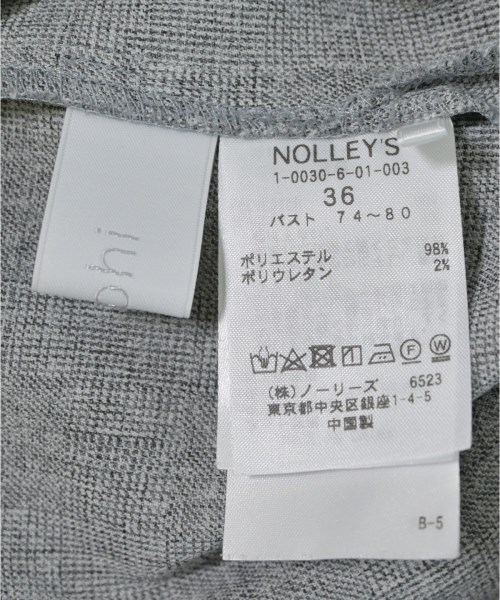 NOLLEY'S
1-0030-6-01-003
36
バスト 74～80
ポリエステル 98%
ポリウレタン 2%
(株)ノーリーズ 6523
東京都中央区銀座1-4-5
中国製
B-5